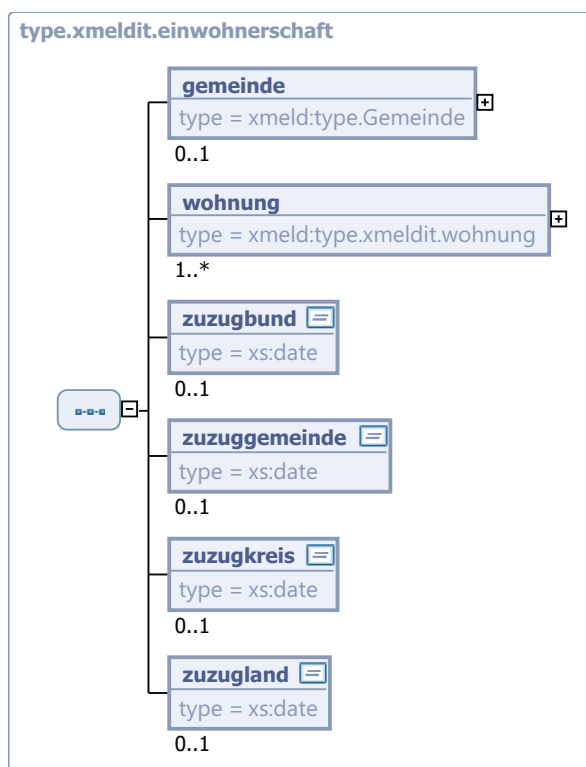 type.xmeldit.einwohnerschaft
gemeinde
type = xmeld:type.Gemeinde
0..1
wohnung
type = xmeld:type.xmeldit.wohnung
1..*
zuzugbund
type = xs:date
0..1
zuzuggemeinde
type = xs:date
0..1
zuzugkreis
type = xs:date
0..1
zuzugland
type = xs:date
0..1